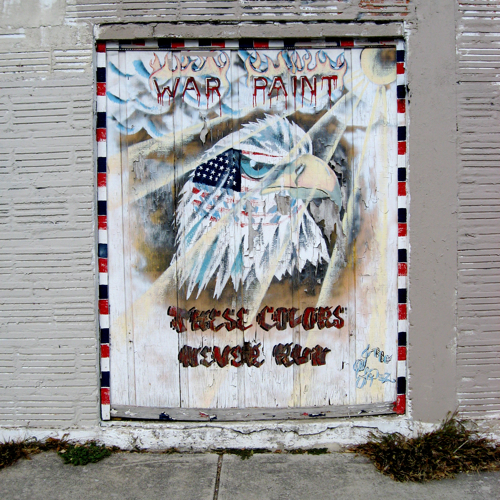 WAR PAINT
THESE COLORS
NEVER RUN